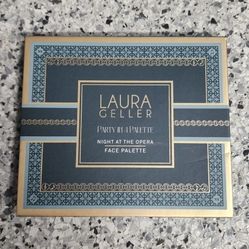 LAURA
GELLER
PARTY IN A PALETTE
NIGHT AT THE OPERA
FACE PALETTE